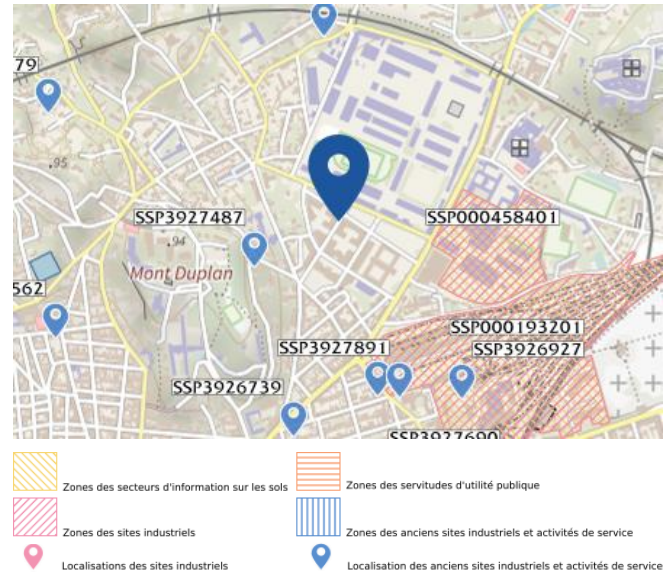 79
95
SSP3927487
SSP000458401
94
Mont Duplan
562
SSP000193201
SSP3927891
SSP3926927
SSP3926739
SSP3927690
Zones des secteurs d'information sur les sols
Zones des servitudes d'utilité publique
Zones des sites industriels
Zones des anciens sites industriels et activités de service
Localisations des sites industriels
Localisation des anciens sites industriels et activités de service